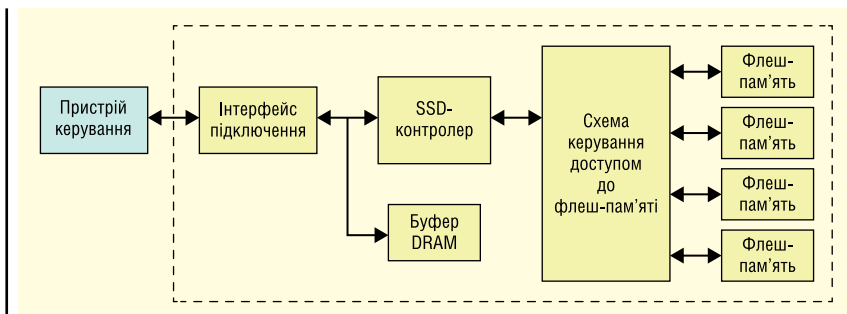 Пристрій
керування
Інтерфейс
підключення
SSD-
контролер
Буфер
DRAM
Схема
керування
доступом
до
флеш-пам’яті
Флеш-
пам’ять
Флеш-
пам’ять
Флеш-
пам’ять
Флеш-
пам’ять